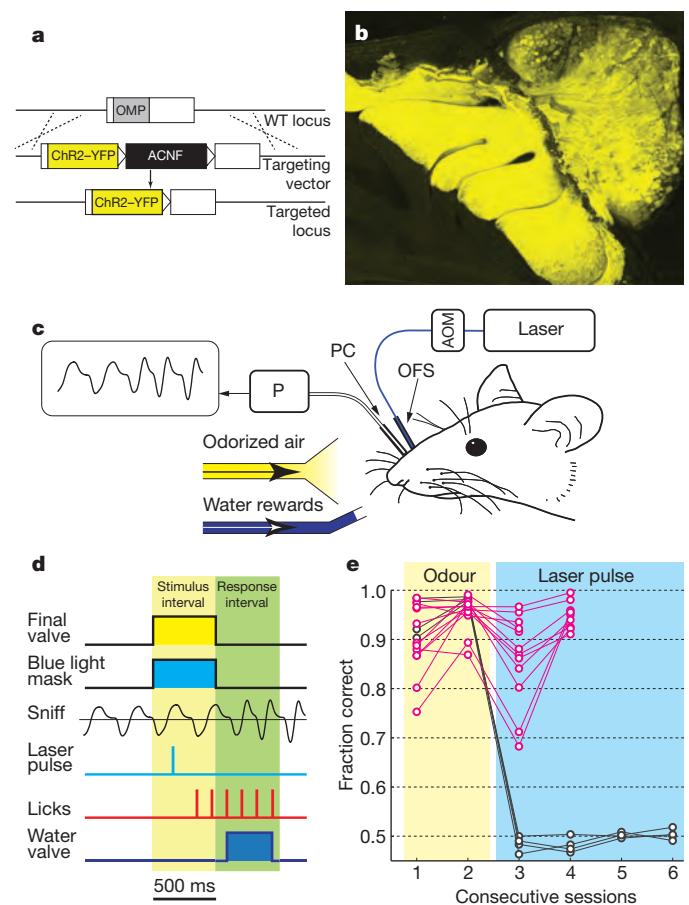 a
OMP
WT locus
ChR2–YFP
ACNF
Targeting
vector
ChR2–YFP
Targeted
locus
b
c
P
PC
OFS
AOM
Laser
Odorized air
Water rewards
d
Stimulus
interval
Response
interval
Final
valve
Blue light
mask
Sniff
Laser
pulse
Licks
Water
valve
500 ms
e
Odour
Laser pulse
Fraction correct
1.0
0.9
0.8
0.7
0.6
0.5
1 2 3 4 5 6
Consecutive sessions